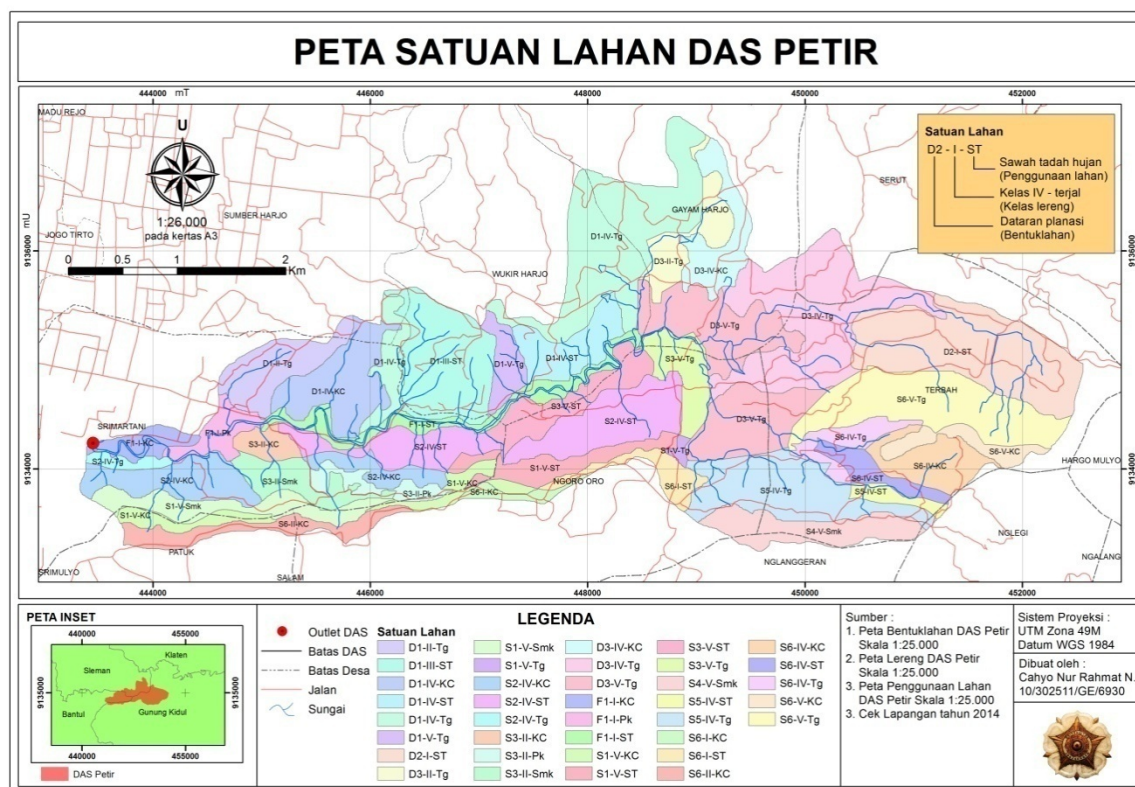 PETA SATUAN LAHAN DAS PETIR
444000
mT
446000
448000
450000
452000
MADU REJO
U
1:26,000
pada kertas A3
0 0.5 1 2
Km
mU
9136000
9136000
9134000
9134000
JOGO TIRTO
SUMBER HARJO
WUKIR HARJO
GAYAM HARJO
SERUT
Satuan Lahan
D2 - I - ST
Sawah tadah hujan
(Penggunaan lahan)
Kelas IV - terjal
(Kelas lereng)
Dataran planasi
(Bentuklahan)
D1-IV-Tg
D3-II-Tg
D3-IV-KC
D3-V-Tg
D3-IV-Tg
D2-I-ST
D1-II-Tg
D1-IV-KC
D1-IV-Tg
D1-III-ST
D1-V-Tg
D1-IV-ST
S3-V-Tg
TERBAH
S6-V-Tg
S3-V-ST
SRIMARTANI
F1-I-KC
F1-I-Pk
S3-II-KC
F1-I-ST
S2-IV-ST
S2-IV-ST
D3-V-Tg
S6-IV-Tg
S6-V-KC
HARGO MULYO
S2-IV-Tg
S2-IV-KC
S3-II-Smk
S2-IV-KC
S3-II-Pk
S1-V-KC
S6-I-KC
S1-V-ST
NGORO ORO
S1-V-Tg
S6-I-ST
S5-IV-Tg
S6-IV-KC
S6-IV-ST
S5-IV-ST
S1-V-KC
S1-V-Smk
S6-II-KC
S4-V-Smk
NGLEGI
NGALANG
SRIMULYO
PATUK
SALAM
NGLANGGERAN
444000
446000
448000
450000
452000
PETA INSET
440000
455000
Sleman
Klaten
Bantul
Gunung Kidul
9135000
9135000
440000
455000
DAS Petir
LEGENDA
Outlet DAS
Batas DAS
Batas Desa
Jalan
Sungai
Satuan Lahan
D1-II-Tg
D1-III-ST
D1-IV-KC
D1-IV-ST
D1-IV-Tg
D1-V-Tg
D2-I-ST
D3-II-Tg
D3-IV-KC
D3-IV-Tg
D3-V-Tg
F1-I-KC
F1-I-Pk
F1-I-ST
S1-V-KC
S1-V-ST
S1-V-Smk
S1-V-Tg
S2-IV-KC
S2-IV-ST
S2-IV-Tg
S3-II-KC
S3-II-Pk
S3-II-Smk
S3-V-ST
S3-V-Tg
S4-V-Smk
S5-IV-ST
S5-IV-Tg
S6-I-KC
S6-I-ST
S6-II-KC
S6-IV-KC
S6-IV-ST
S6-IV-Tg
S6-V-KC
S6-V-Tg
Sumber :
1. Peta Bentuklahan DAS Petir
Skala 1:25.000
2. Peta Lereng DAS Petir
Skala 1:25.000
3. Peta Penggunaan Lahan
DAS Petir Skala 1:25.000
3. Cek Lapangan tahun 2014
Sistem Proyeksi :
UTM Zona 49M
Datum WGS 1984
Dibuat oleh :
Cahyo Nur Rahmat N.
10/302511/GE/6930